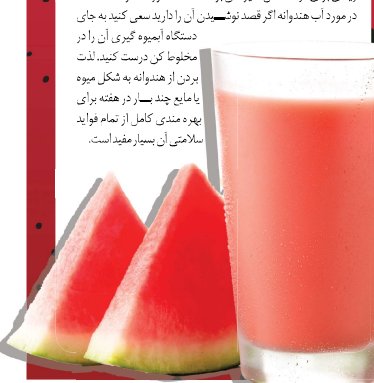 در مورد آب هندوانه اگر قصد نوشـیدن آن را دارید سعی کنید به جای
دستگاه آبمیوه گیری آن را در
مخلوط کن درست کنید. لذت
بردن از هندوانه به شکل میوه
یا مایع چند بـار در هفته برای
بهره مندی کامل از تمام فواید
سلامتی آن بسیار مفید است.